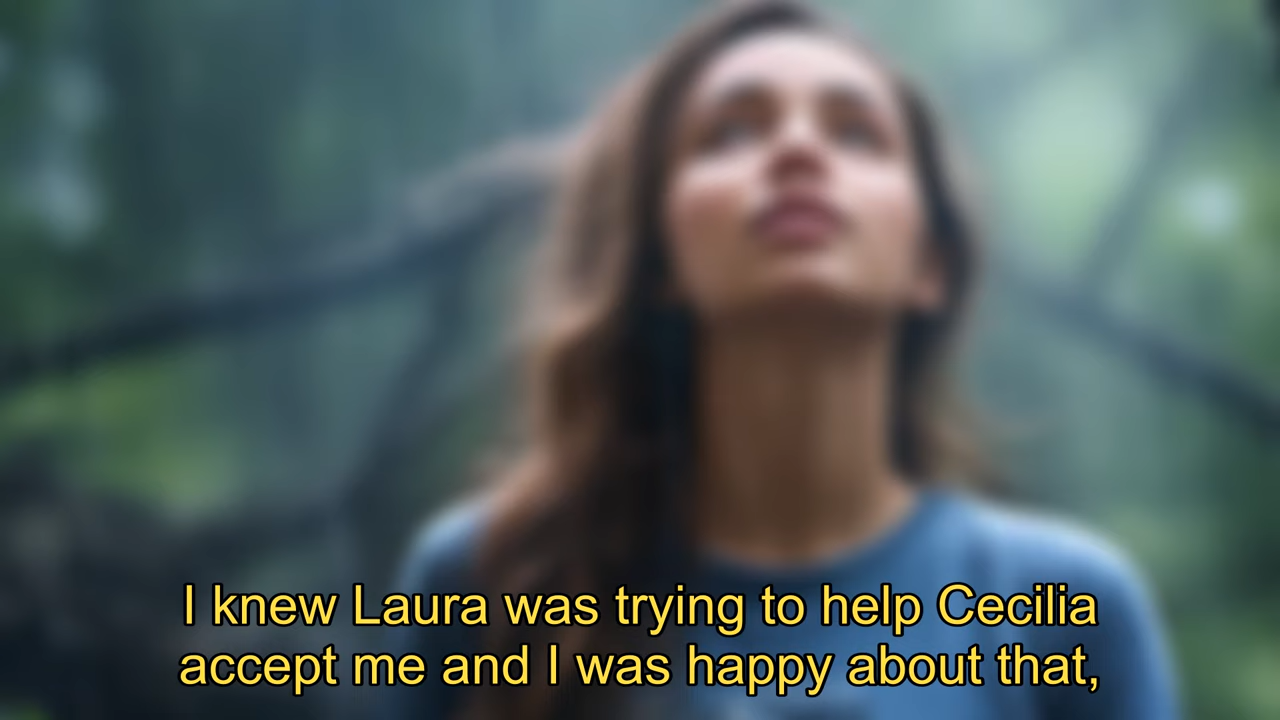 I knew Laura was trying to help Cecilia
accept me and I was happy about that,